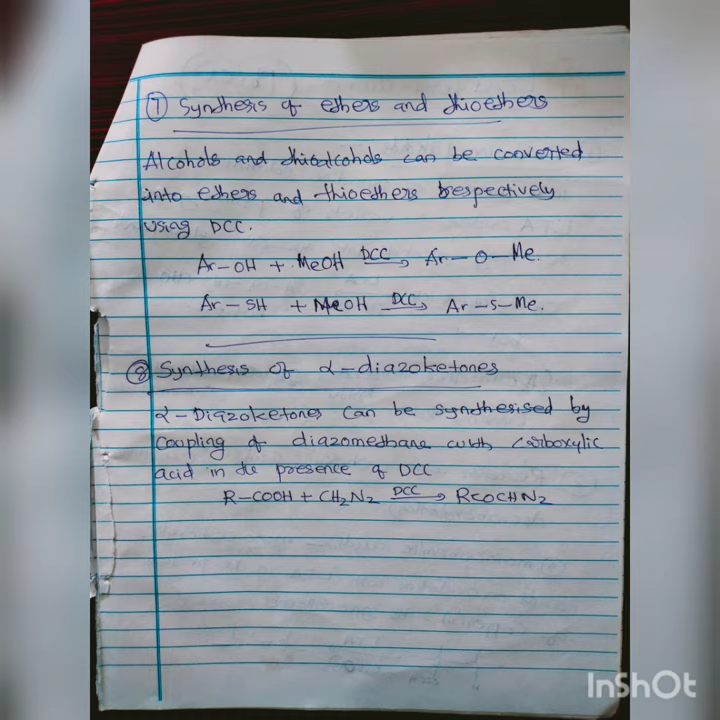 ⑦ Synthesis of ethers and thioethers
Alcohols and thioalcohols can be converted
into ethers and thioethers respectively
using DCC.
Ar-OH + MeOH DCC→ Ar-O-Me.
Ar-SH + MeOH DCC→ Ar-S-Me.
⑧ Synthesis of α-diazoketones
α-Diazoketones can be synthesised by
coupling of diazomethane with carboxylic
acid in the presence of DCC
R-COOH + CH₂N₂ DCC→ RCOCHN₂
InShOt